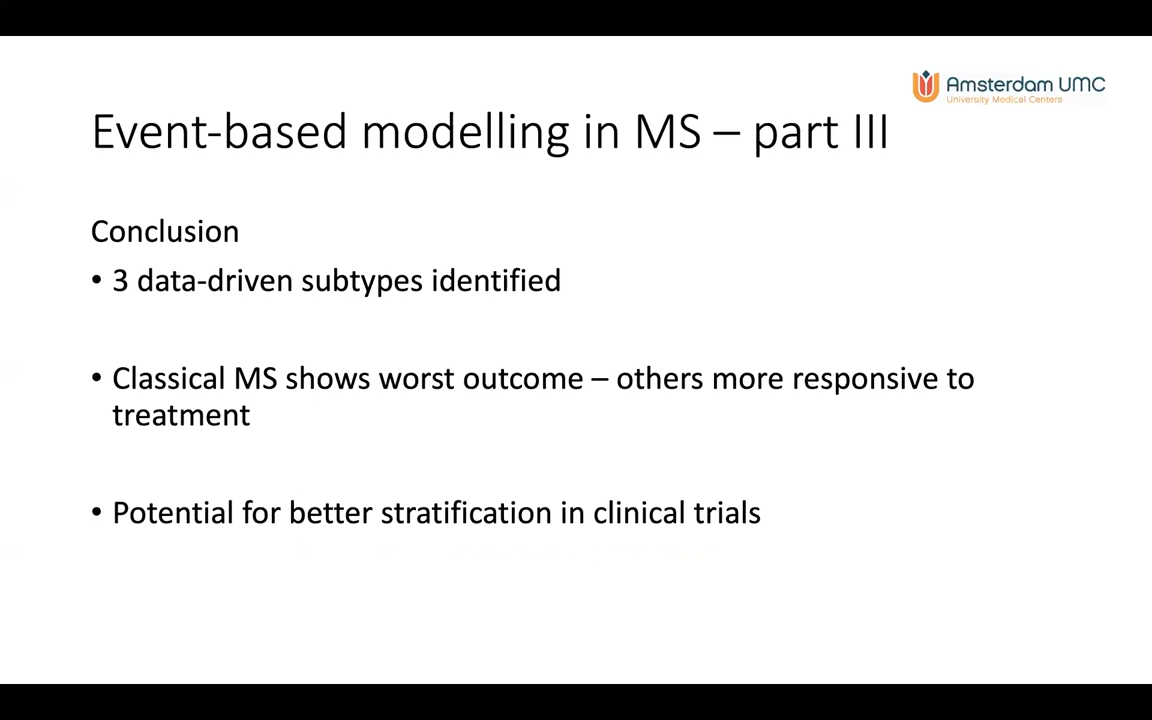 Amsterdam UMC
University Medical Centers
Event-based modelling in MS – part III
Conclusion
• 3 data-driven subtypes identified
• Classical MS shows worst outcome – others more responsive to
treatment
• Potential for better stratification in clinical trials